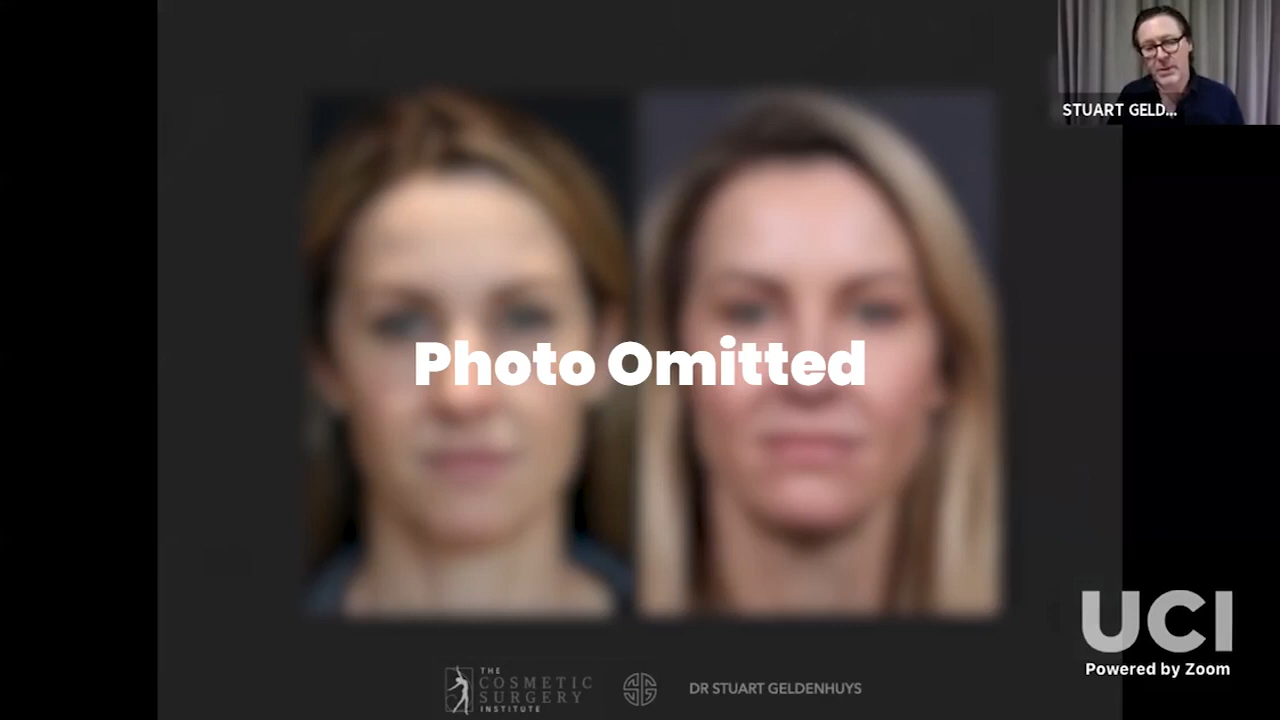 STUART GELD...
Photo Omitted
UCI
Powered by Zoom
THE
COSMETIC
SURGERY
INSTITUTE
DR STUART GELDENHUYS